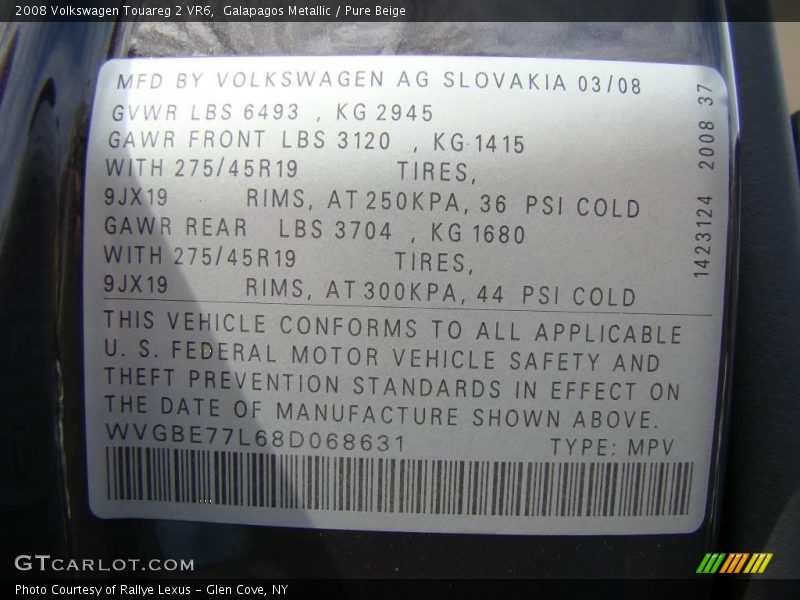 2008 Volkswagen Touareg 2 VR6,  Galapagos Metallic / Pure Beige
MFD BY VOLKSWAGEN AG SLOVAKIA 03/08
GVWR LBS 6493 , KG 2945
GAWR FRONT LBS 3120 , KG 1415
WITH 275/45R19 TIRES,
9JX19 RIMS, AT 250KPA, 36 PSI COLD
GAWR REAR LBS 3704 , KG 1680
WITH 275/45R19 TIRES,
9JX19 RIMS, AT 300KPA, 44 PSI COLD
1423124 2008 37
THIS VEHICLE CONFORMS TO ALL APPLICABLE
U. S. FEDERAL MOTOR VEHICLE SAFETY AND
THEFT PREVENTION STANDARDS IN EFFECT ON
THE DATE OF MANUFACTURE SHOWN ABOVE.
WVGBE77L68D068631 TYPE: MPV
GTCARLOT.COM
Photo Courtesy of Rallye Lexus – Glen Cove, NY